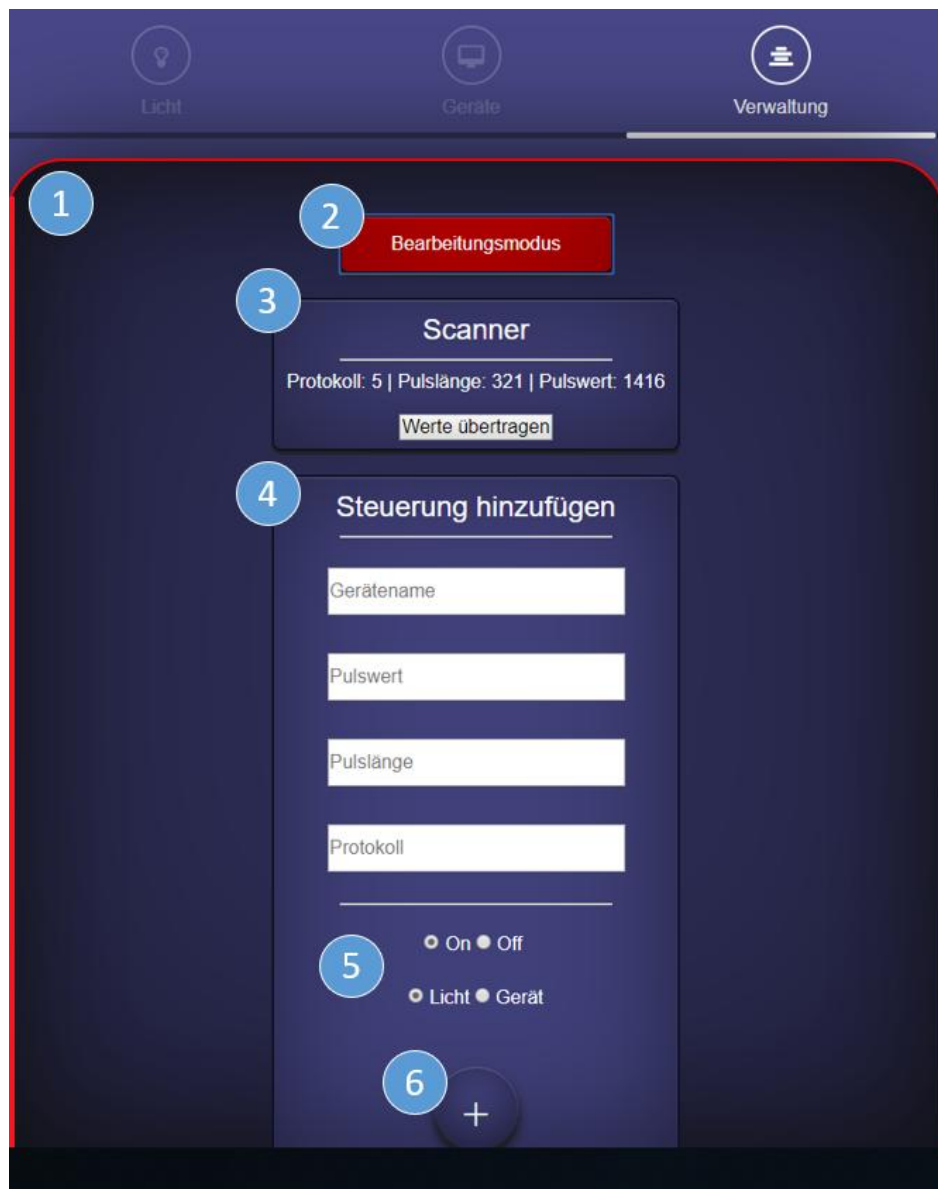 Licht Geräte Verwaltung
1
2
Bearbeitungsmodus
3
Scanner
Protokoll: 5 | Pulslänge: 321 | Pulswert: 1416
Werte übertragen
4
Steuerung hinzufügen
Gerätename
Pulswert
Pulslänge
Protokoll
On Off
5
Licht Gerät
6
+